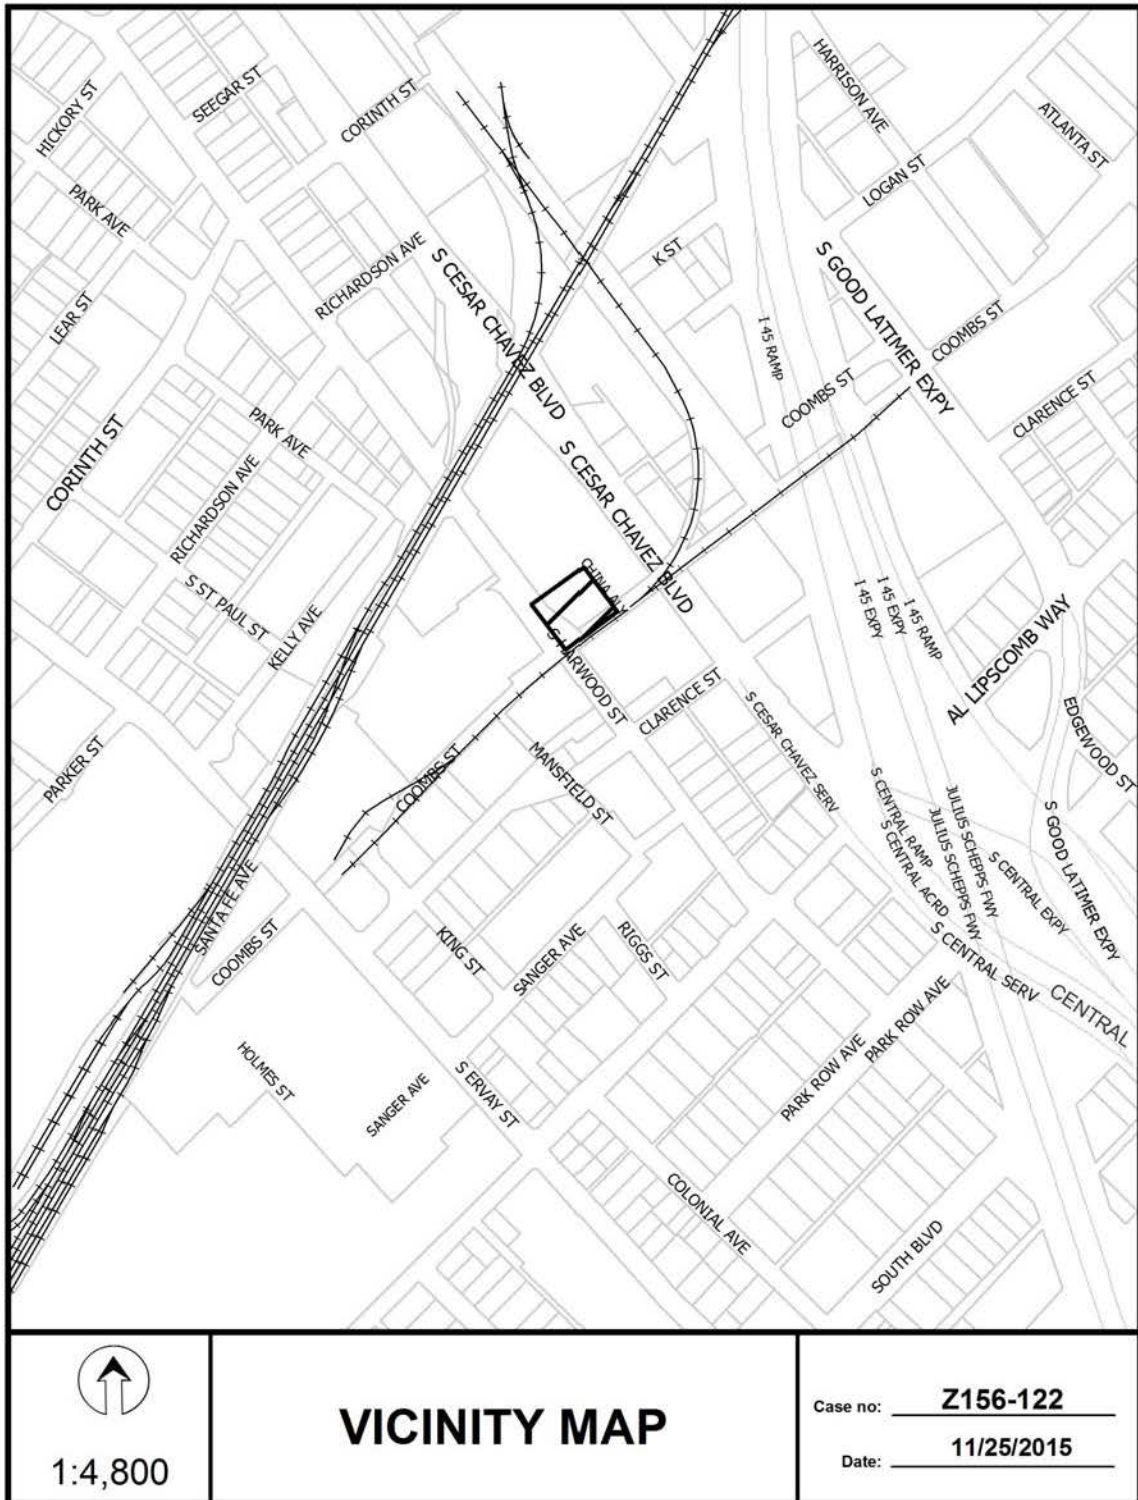 HICKORY ST
SEEGAR ST
CORINTH ST
HARRISON AVE
ATLANTA ST
LOGAN ST
PARK AVE
RICHARDSON AVE
S CESAR CHAVEZ BLVD
K ST
S GOOD LATIMER EXPY
LEAR ST
I 45 RAMP
COOMBS ST
COOMBS ST
CLARENCE ST
PARK AVE
CORINTH ST
RICHARDSON AVE
S CESAR CHAVEZ BLVD
S ST PAUL ST
KELLY AVE
CHINA ALY
I 45 EXPY
I 45 EXPY
I 45 RAMP
AL LIPSCOMB WAY
S HARWOOD ST
CLARENCE ST
S CESAR CHAVEZ SERV
EDGEWOOD ST
PARKER ST
COOMBS ST
MANSFIELD ST
S CENTRAL RAMP
S CENTRAL ACRD
JULIUS SCHEPPS FWY
JULIUS SCHEPPS FWY
S CENTRAL EXPY
S GOOD LATIMER EXPY
SANTA FE AVE
COOMBS ST
KING ST
SANGER AVE
RIGGS ST
S CENTRAL SERV
CENTRAL
PARK ROW AVE
PARK ROW AVE
HOLMES ST
SANGER AVE
S ERVAY ST
COLONIAL AVE
SOUTH BLVD
1:4,800
VICINITY MAP
Case no: Z156-122
Date: 11/25/2015